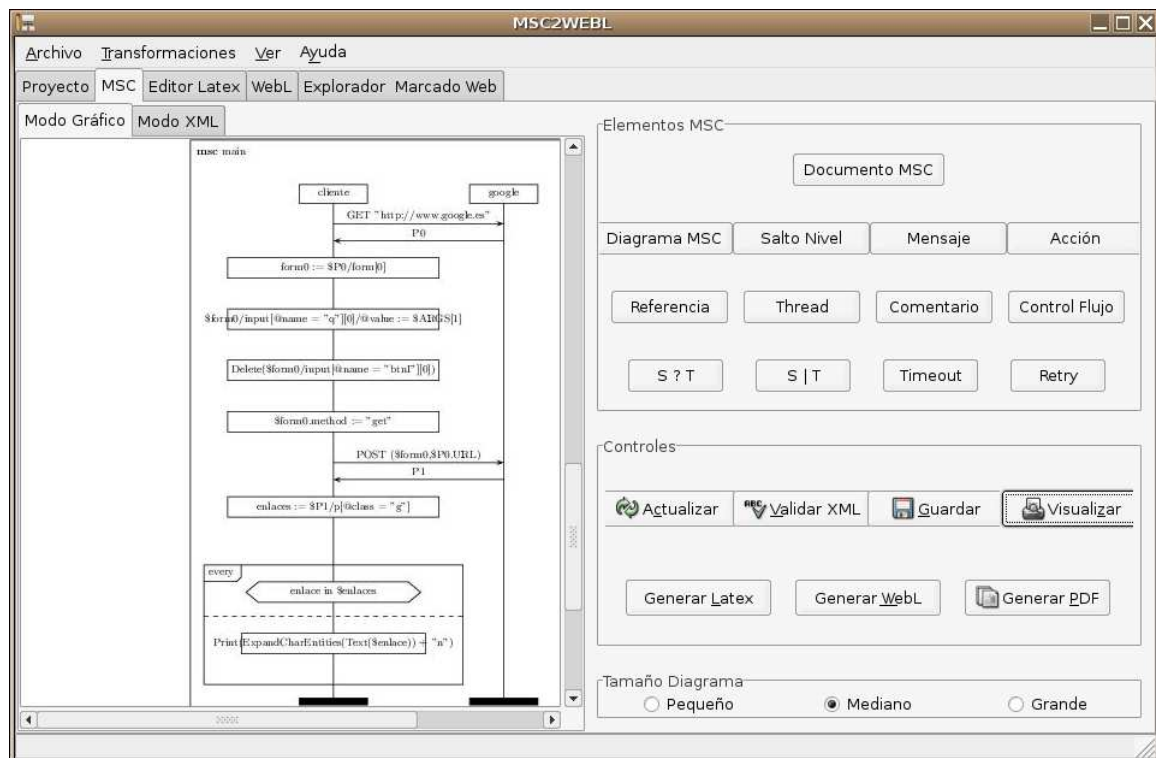 MSC2WEBL
Archivo Transformaciones Ver Ayuda
Proyecto MSC Editor Latex WebL Explorador Marcado Web
Modo Gráfico Modo XML
msc main
cliente google
GET "http://www.google.es"
P0
form0 := $P0/form[0]
$form0/input[@name = "q"][0]/@value := $ARGS[1]
Delete($form0/input[@name = "btnI"][0])
$form0.method := "get"
POST ($form0,$P0.URL)
P1
enlaces := $P1/p[@class = "g"]
every
enlace in $enlaces
Print(ExpandCharEntities(Text($enlace)) + "n")
Elementos MSC
Documento MSC
Diagrama MSC Salto Nivel Mensaje Acción
Referencia Thread Comentario Control Flujo
S ? T S | T Timeout Retry
Controles
Actualizar ABC Validar XML Guardar Visualizar
Generar Latex Generar WebL Generar PDF
Tamaño Diagrama
Pequeño Mediano Grande